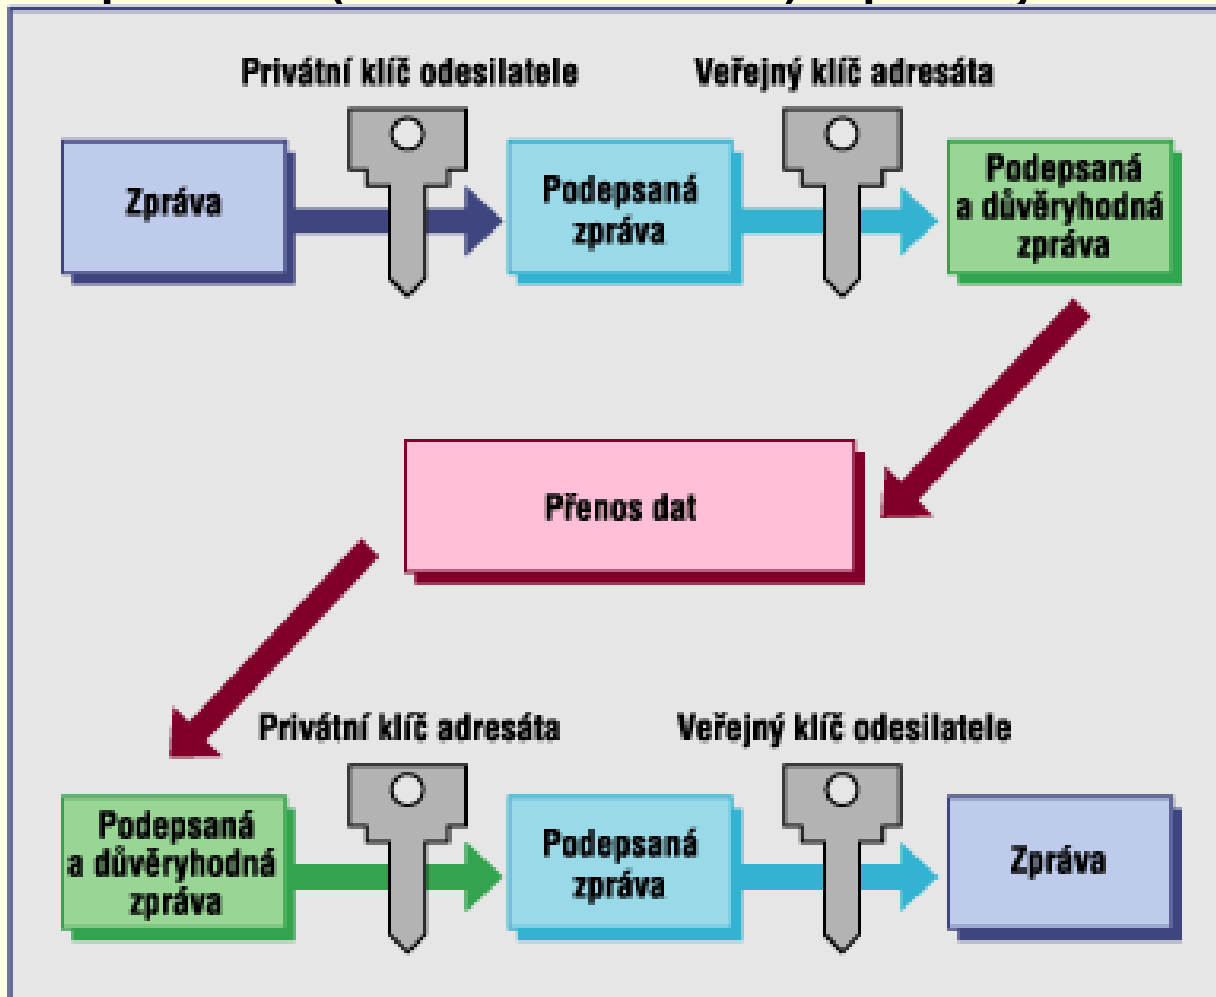 Privátní klíč odesilatele
Veřejný klíč adresáta
Zpráva
Podepsaná
zpráva
Podepsaná
a důvěryhodná
zpráva
Přenos dat
Privátní klíč adresáta
Veřejný klíč odesilatele
Podepsaná
a důvěryhodná
zpráva
Podepsaná
zpráva
Zpráva